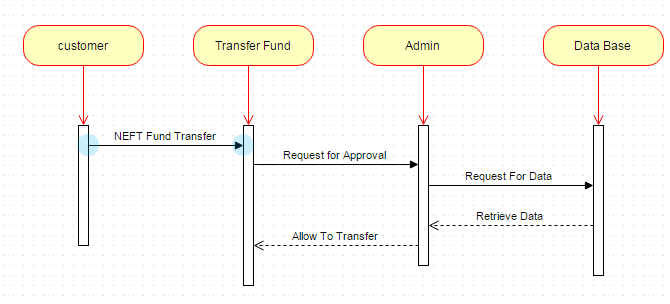 customer
Transfer Fund
Admin
Data Base
NEFT Fund Transfer
Request for Approval
Request For Data
Retrieve Data
Allow To Transfer